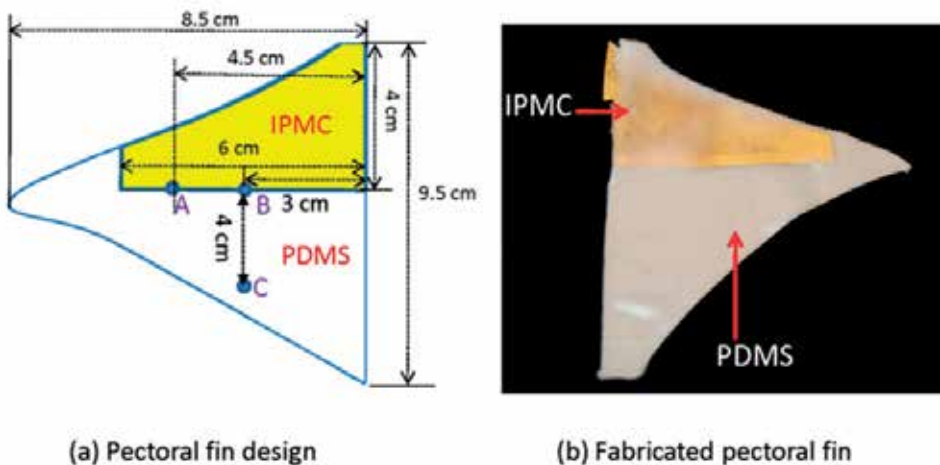 8.5 cm
4.5 cm
IPMC
4 cm
6 cm
9.5 cm
A
B
3 cm
4 cm
PDMS
C
IPMC
PDMS
(a) Pectoral fin design
(b) Fabricated pectoral fin